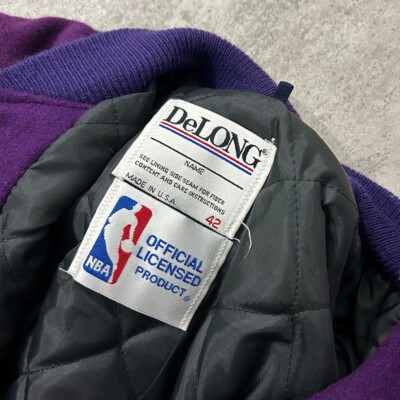 DeLONG
NAME
SEE LINING SIDE SEAM FOR FIBER
CONTENT AND CARE INSTRUCTIONS
MADE IN U.S.A.
42
NBA
OFFICIAL
LICENSED
PRODUCT